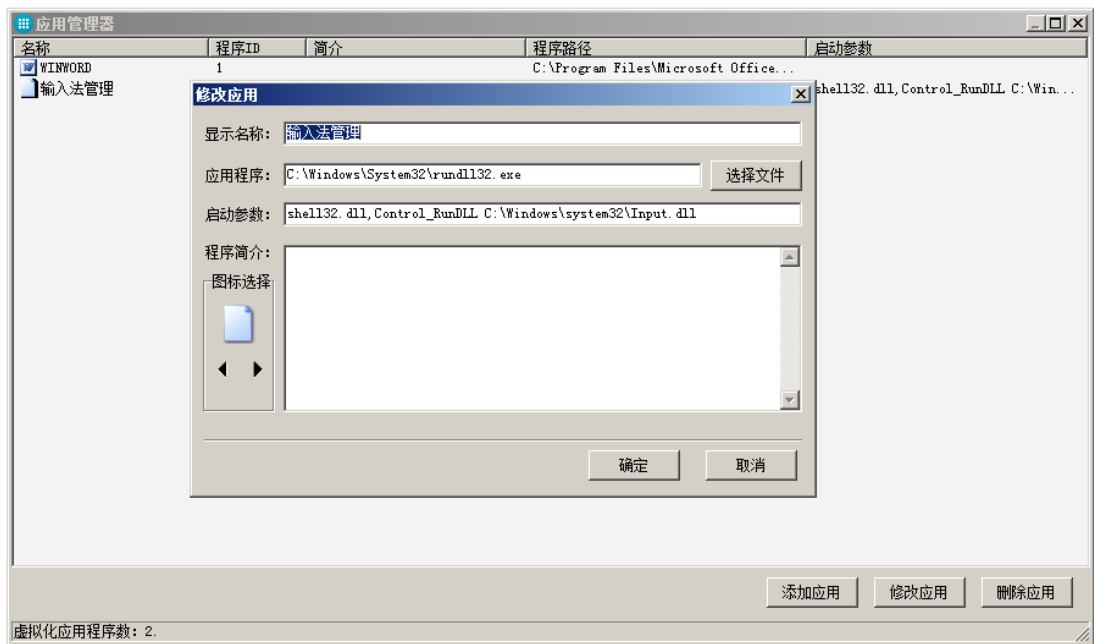 应用管理器
名称 程序ID 简介 程序路径 启动参数
WINWORD 1 C:\Program Files\Microsoft Office...
输入法管理 shell32.dll,Control_RunDLL C:\Win...
修改应用
显示名称: 输入法管理
应用程序: C:\Windows\System32\rundll32.exe 选择文件
启动参数: shell32.dll,Control_RunDLL C:\Windows\system32\Input.dll
程序简介:
图标选择
确定 取消
添加应用 修改应用 删除应用
虚拟化应用程序数: 2.